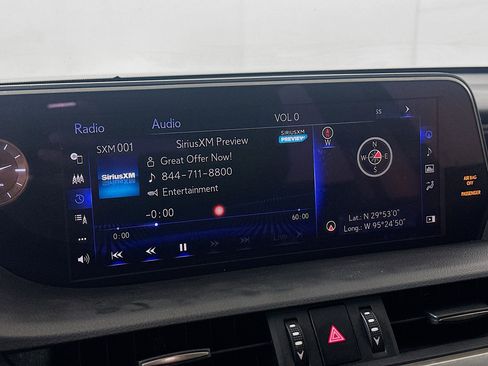 Radio Audio VOL 0
SXM 001 SiriusXM Preview SIRIUSXM PREVIEW
SiriusXM
Great Offer Now!
844-711-8800
Entertainment
-0:00
0:00 60:00
Live
W
N
W E
S
Lat.: N 29°53'0"
Long.: W 95°24'50"
AIR BAG
OFF
PASSENGER